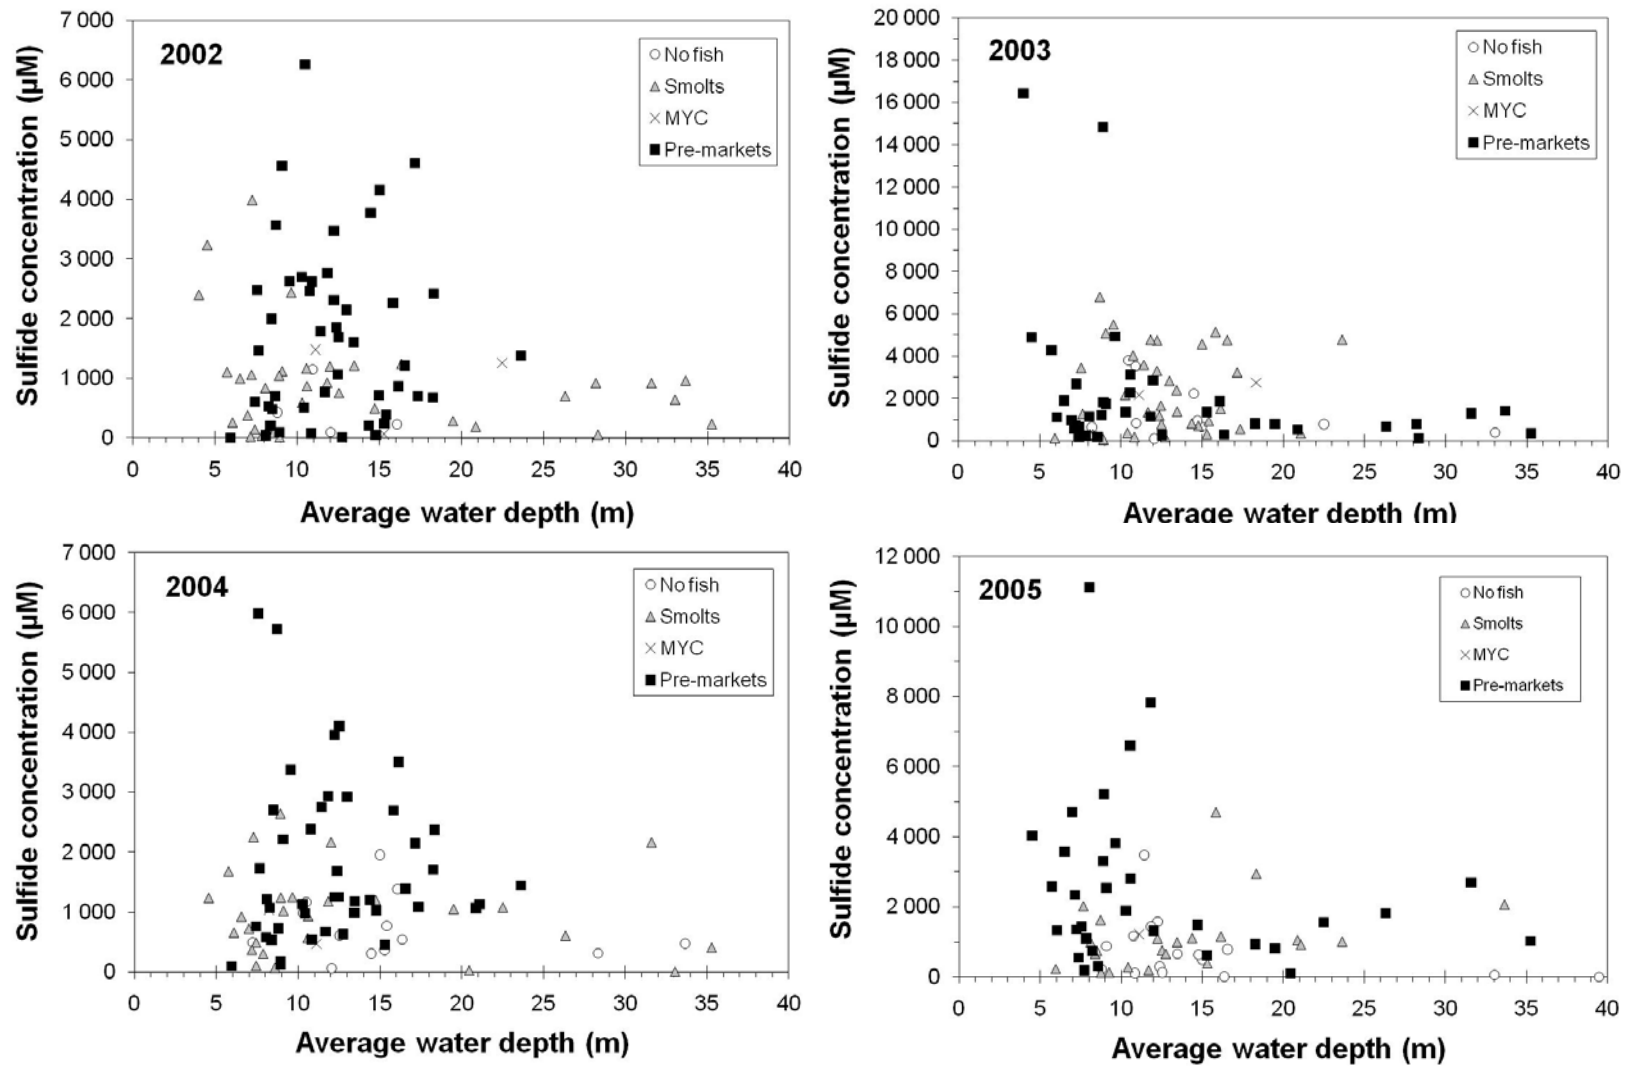 2002
No fish
Smolts
MYC
Pre-markets
Sulfide concentration (µM)
7 000
6 000
5 000
4 000
3 000
2 000
1 000
0
0 5 10 15 20 25 30 35 40
Average water depth (m)
2003
No fish
Smolts
MYC
Pre-markets
Sulfide concentration (µM)
20 000
18 000
16 000
14 000
12 000
10 000
8 000
6 000
4 000
2 000
0
0 5 10 15 20 25 30 35 40
Average water depth (m)
2004
No fish
Smolts
MYC
Pre-markets
Sulfide concentration (µM)
7 000
6 000
5 000
4 000
3 000
2 000
1 000
0
0 5 10 15 20 25 30 35 40
Average water depth (m)
2005
No fish
Smolts
MYC
Pre-markets
Sulfide concentration (µM)
12 000
10 000
8 000
6 000
4 000
2 000
0
0 5 10 15 20 25 30 35 40
Average water depth (m)